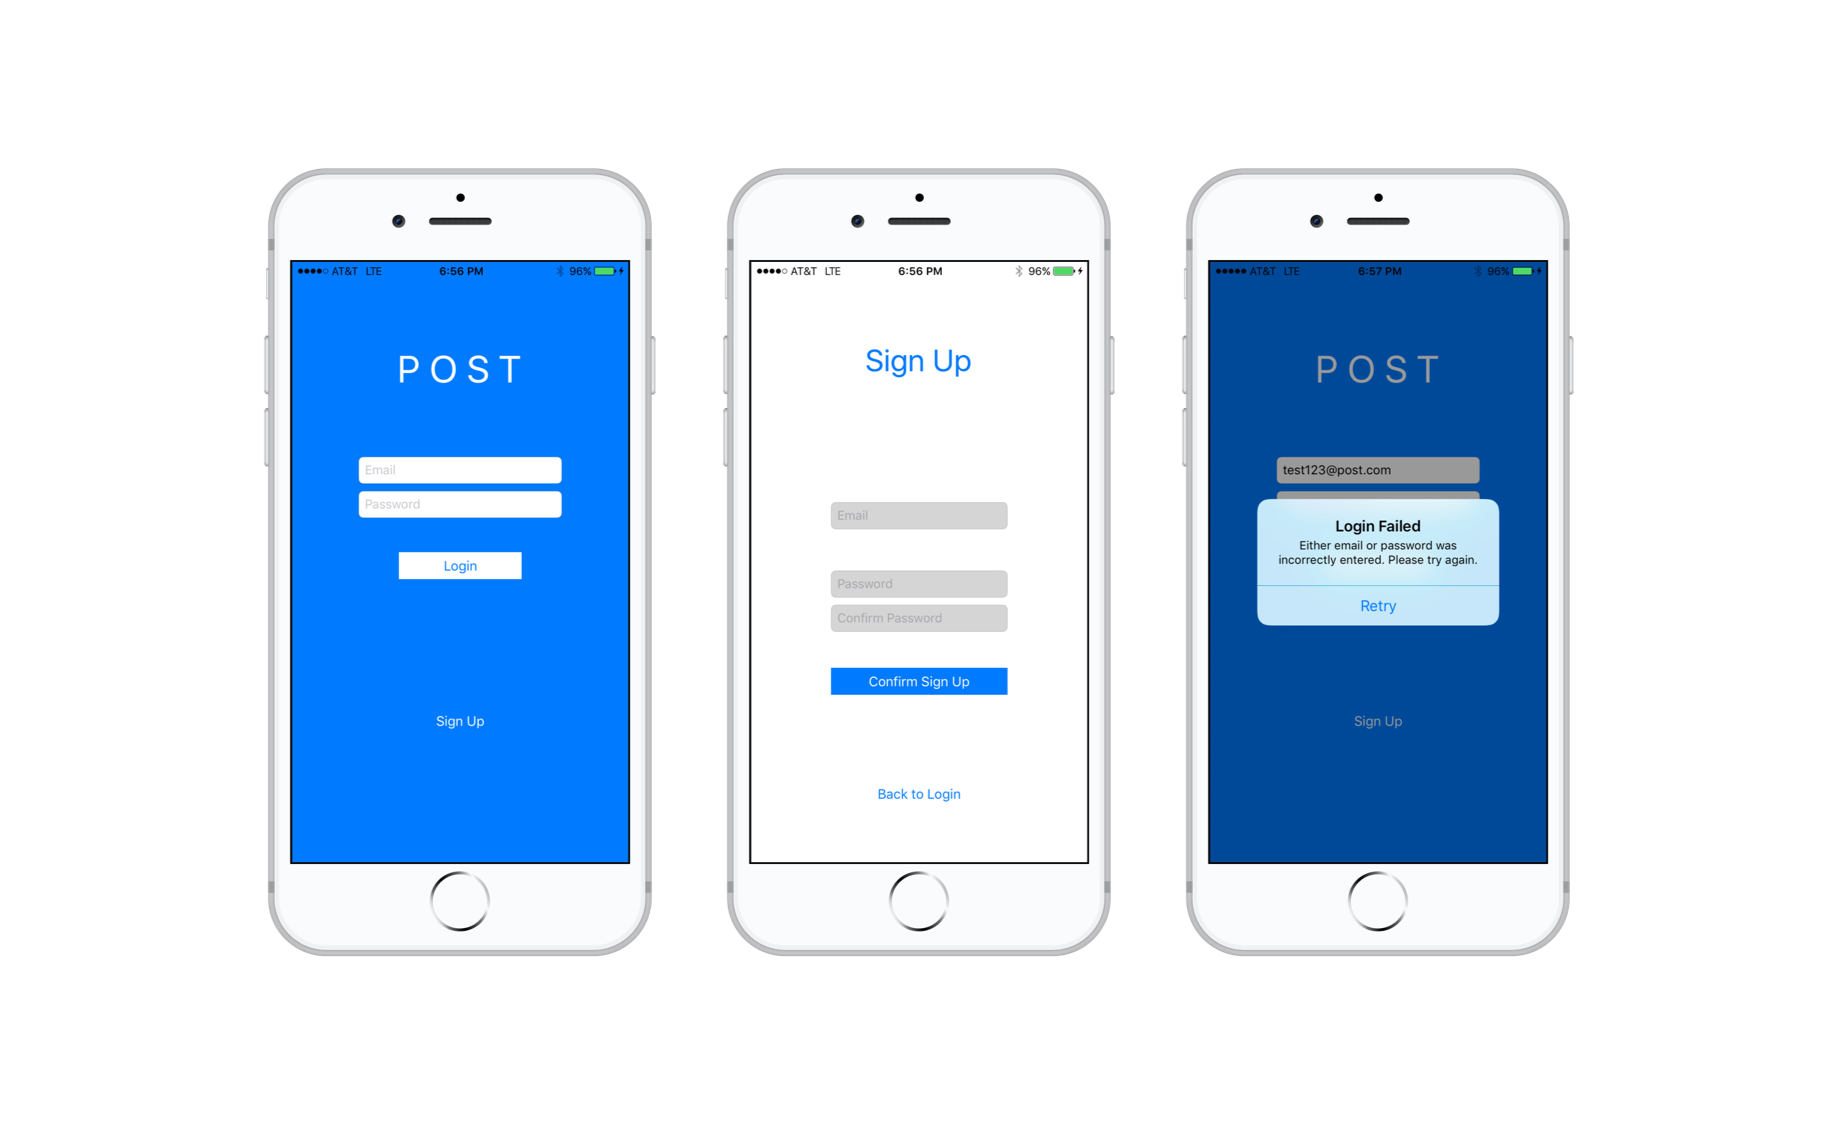 AT&T LTE 6:56 PM 96%
POST
Email
Password
Login
Sign Up
AT&T LTE 6:56 PM 96%
Sign Up
Email
Password
Confirm Password
Confirm Sign Up
Back to Login
AT&T LTE 6:57 PM 96%
POST
test123@post.com
Login Failed
Either email or password was
incorrectly entered. Please try again.
Retry
Sign Up